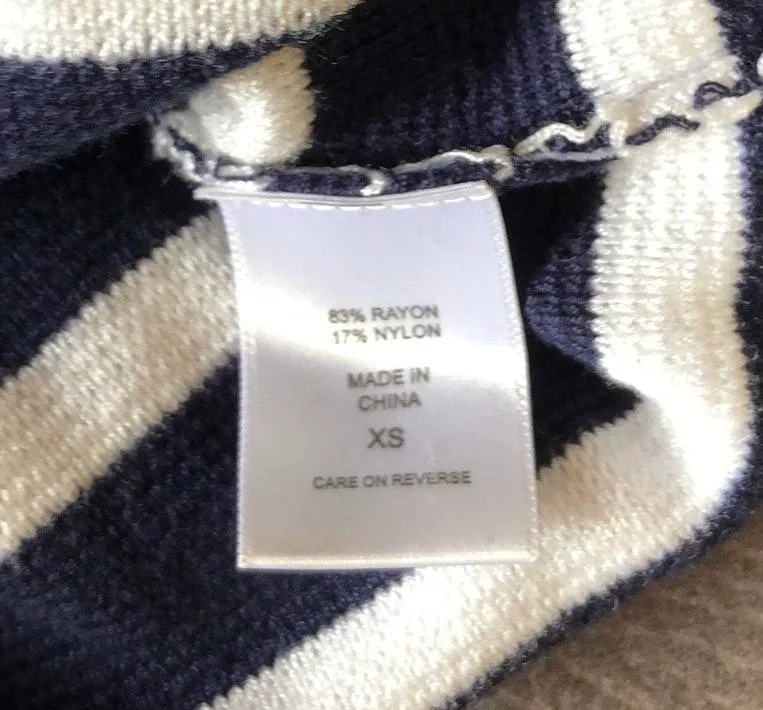 83% RAYON
17% NYLON
MADE IN
CHINA
XS
CARE ON REVERSE